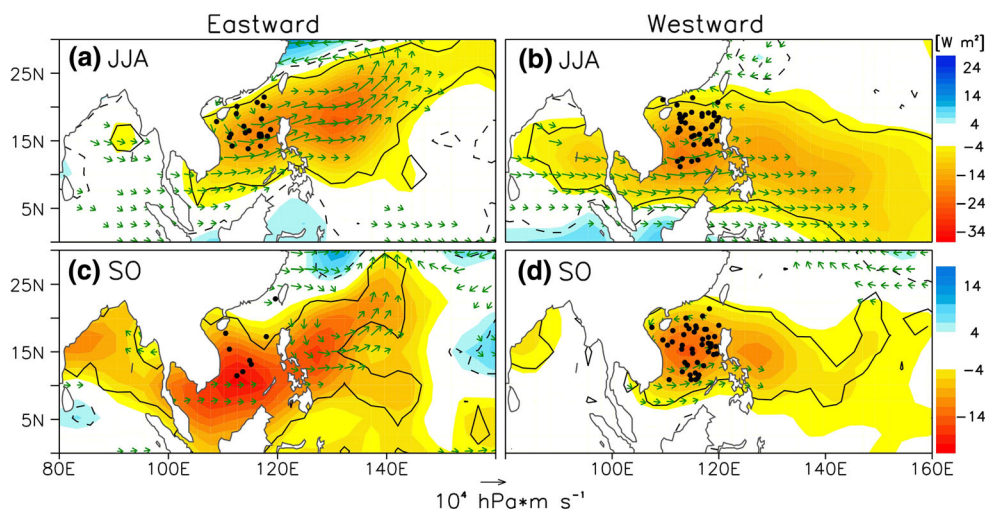 Eastward Westward
[W m²]
(a) JJA
(b) JJA
25N
15N
5N
24
14
4
−4
−14
−24
−34
(c) SO
(d) SO
25N
15N
5N
14
4
−4
−14
80E 100E 120E 140E 100E 120E 140E 160E
10⁴ hPa*m s⁻¹